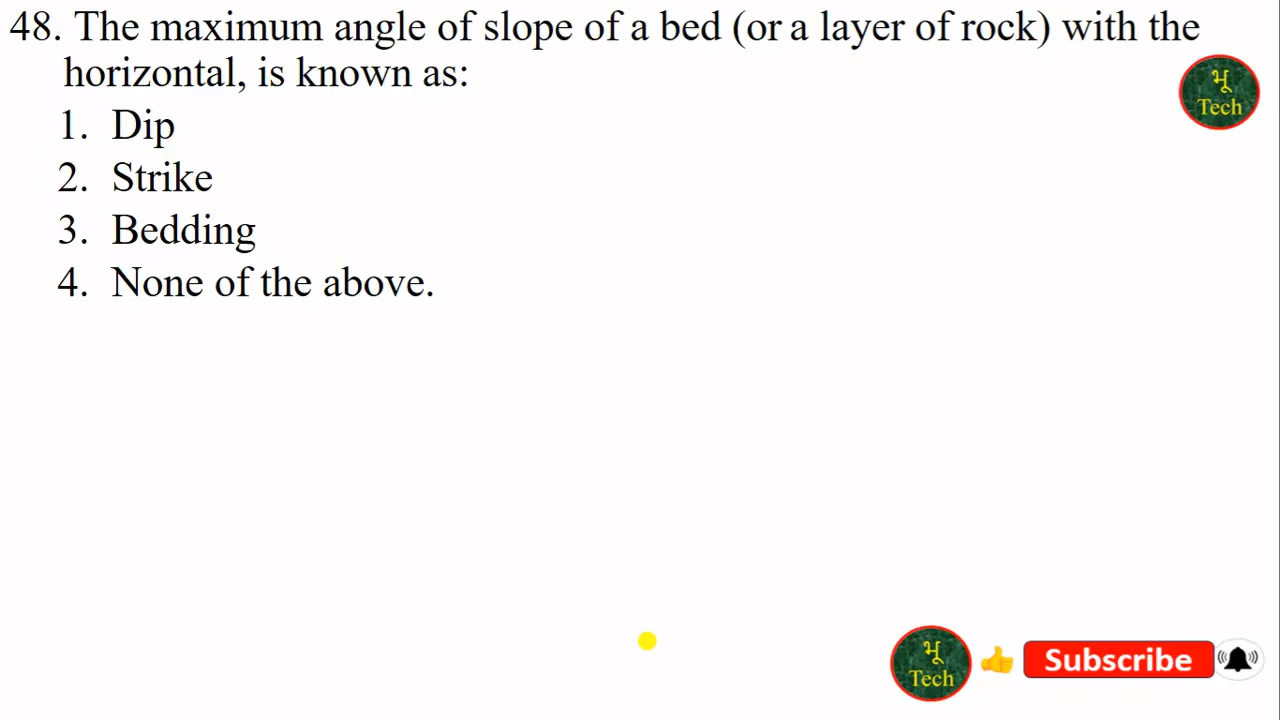 48. The maximum angle of slope of a bed (or a layer of rock) with the
horizontal, is known as:
भू
Tech
1. Dip
2. Strike
3. Bedding
4. None of the above.
भू
Tech
Subscribe